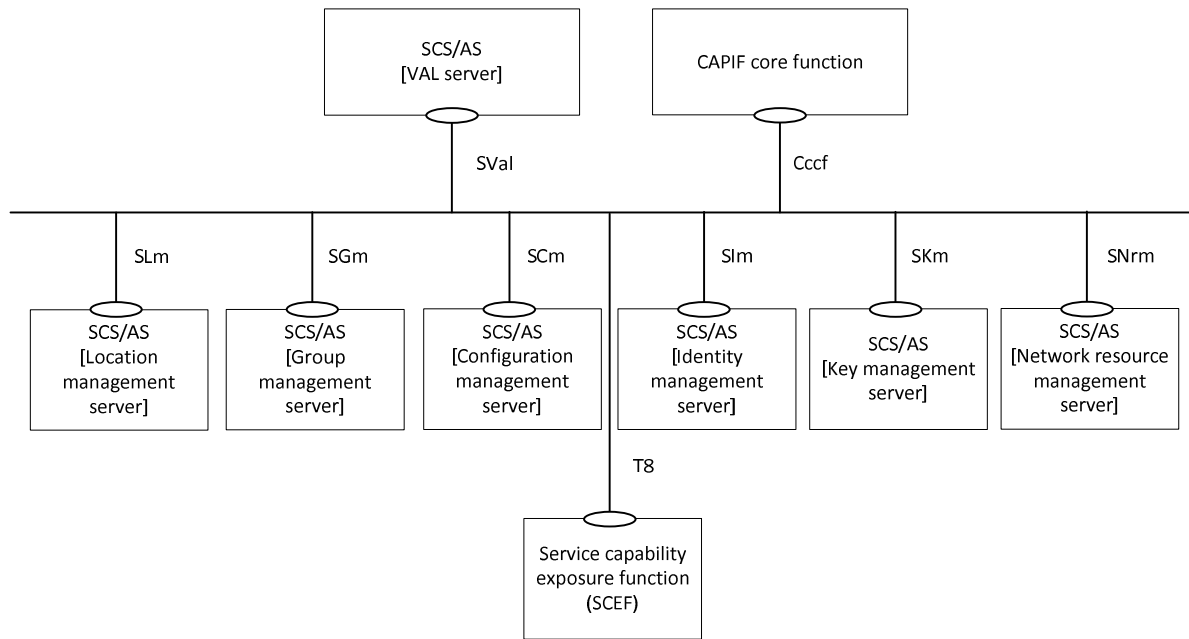 SCS/AS
[VAL server]
CAPIF core function
SVal
Cccf
SLm
SGm
SCm
SIm
SKm
SNrm
SCS/AS
[Location
management
server]
SCS/AS
[Group
management
server]
SCS/AS
[Configuration
management
server]
SCS/AS
[Identity
management
server]
SCS/AS
[Key management
server]
SCS/AS
[Network resource
management
server]
T8
Service capability
exposure function
(SCEF)